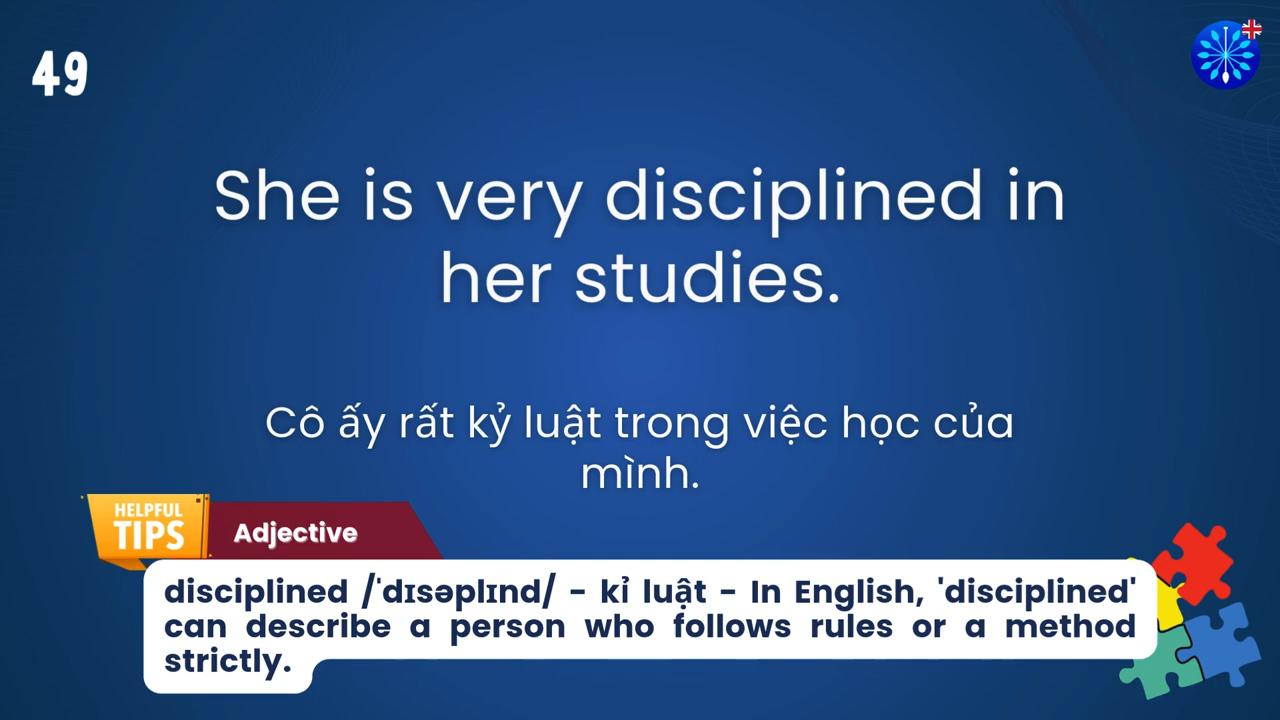 49
She is very disciplined in
her studies.
Cô ấy rất kỷ luật trong việc học của
mình.
HELPFUL
TIPS
Adjective
disciplined /ˈdɪsəplɪnd/ - kỉ luật - In English, 'disciplined'
can describe a person who follows rules or a method
strictly.